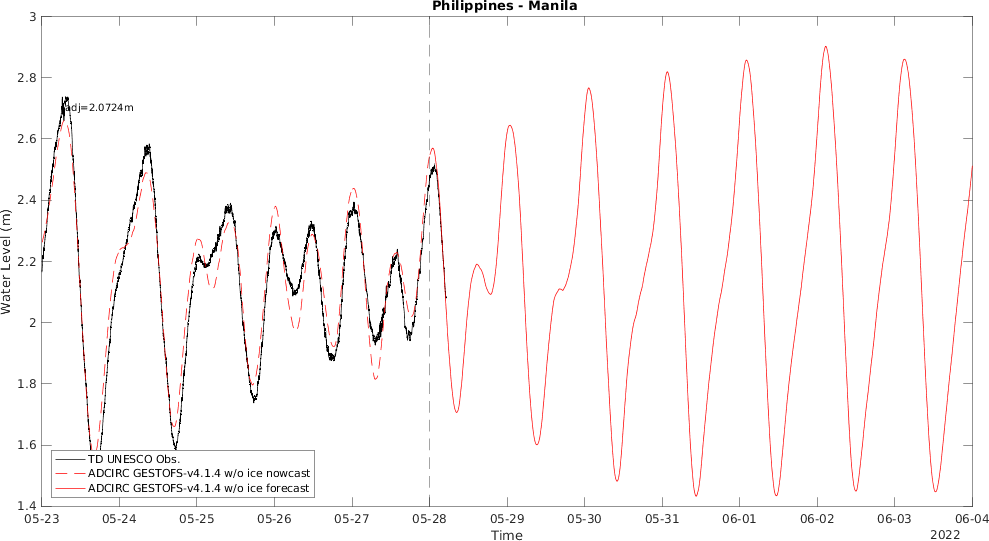 Philippines - Manila
3
2.8
2.6
2.4
2.2
2
1.8
1.6
1.4
Water Level (m)
adj=2.0724m
TD UNESCO Obs.
ADCIRC GESTOFS-v4.1.4 w/o ice nowcast
ADCIRC GESTOFS-v4.1.4 w/o ice forecast
05-23 05-24 05-25 05-26 05-27 05-28 05-29 05-30 05-31 06-01 06-02 06-03 06-04
Time
2022